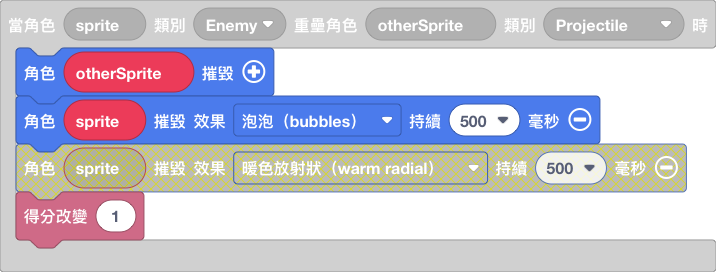 當角色 sprite 類別 Enemy 重疊角色 otherSprite 類別 Projectile 時
角色 otherSprite 摧毀
角色 sprite 摧毀 效果 泡泡（bubbles） 持續 500 毫秒
角色 sprite 摧毀 效果 暖色放射狀（warm radial） 持續 500 毫秒
得分改變 1